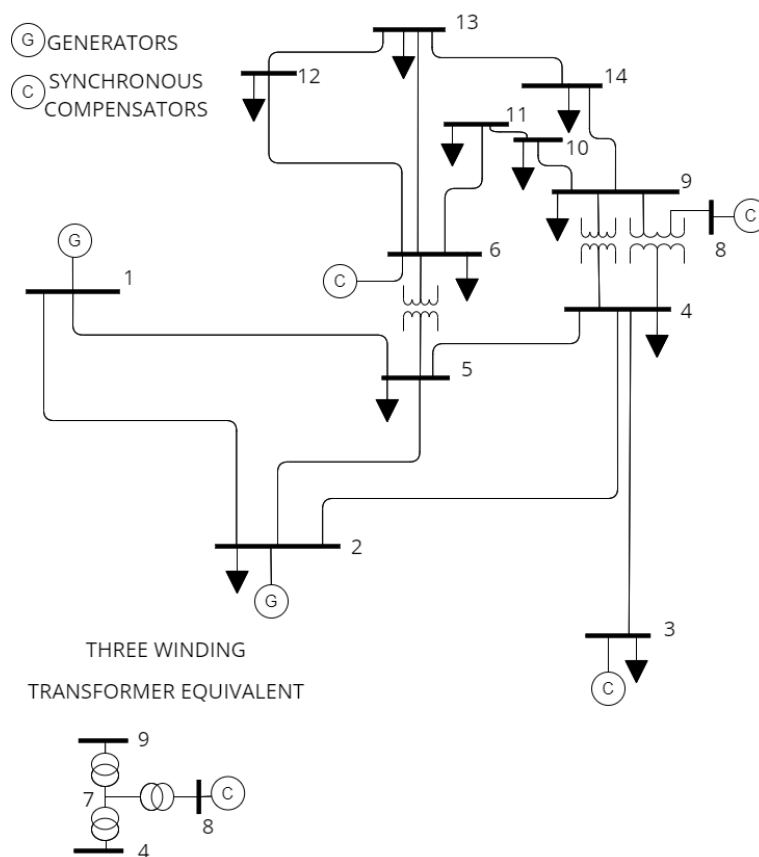 G GENERATORS
C SYNCHRONOUS
COMPENSATORS
13
12
14
11
10
9
C
8
G
1
6
C
4
5
2
G
3
C
THREE WINDING
TRANSFORMER EQUIVALENT
9
7
C
8
4